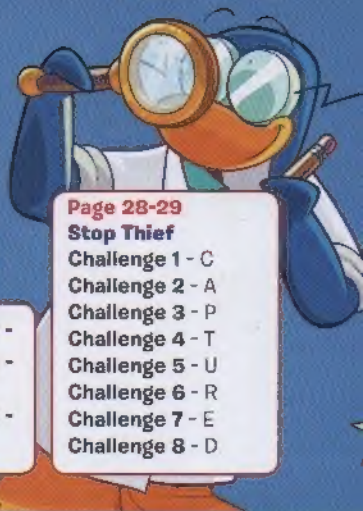 Page 28-29
Stop Thief
Challenge 1 - C
Challenge 2 - A
Challenge 3 - P
Challenge 4 - T
Challenge 5 - U
Challenge 6 - R
Challenge 7 - E
Challenge 8 - D
-
-
-